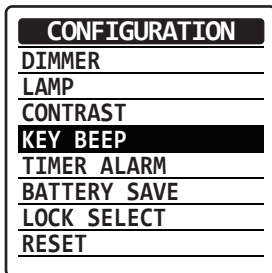 CONFIGURATION
DIMMER
LAMP
CONTRAST
KEY BEEP
TIMER ALARM
BATTERY SAVE
LOCK SELECT
RESET